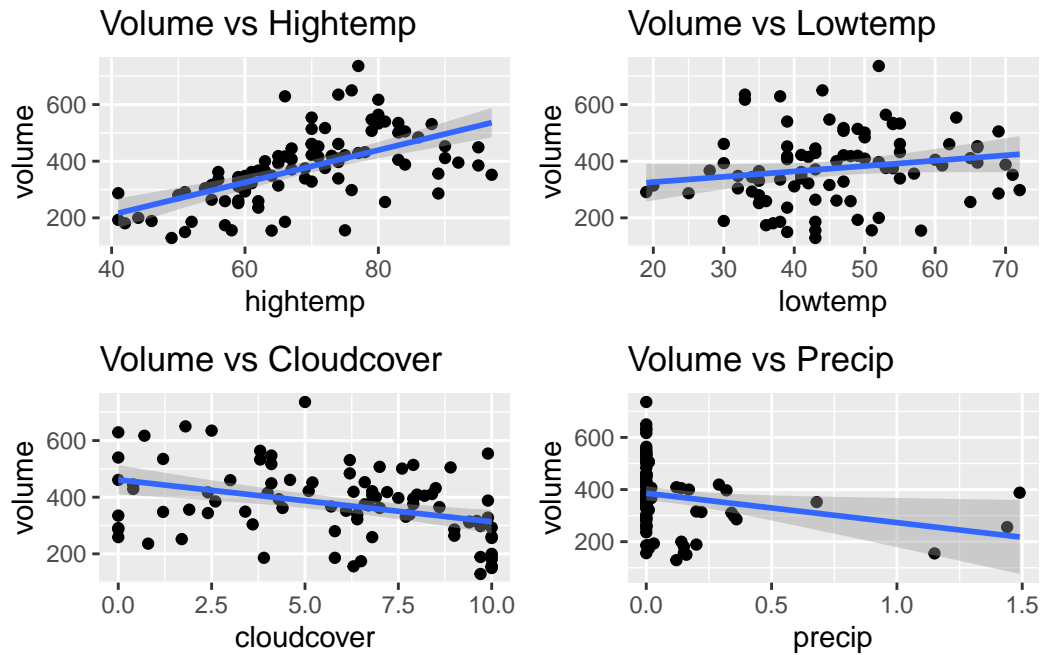 Volume vs Hightemp
volume
600
400
200
40
60
80
hightemp
Volume vs Lowtemp
volume
600
400
200
20
30
40
50
60
70
lowtemp
Volume vs Cloudcover
volume
600
400
200
0.0
2.5
5.0
7.5
10.0
cloudcover
Volume vs Precip
volume
600
400
200
0.0
0.5
1.0
1.5
precip